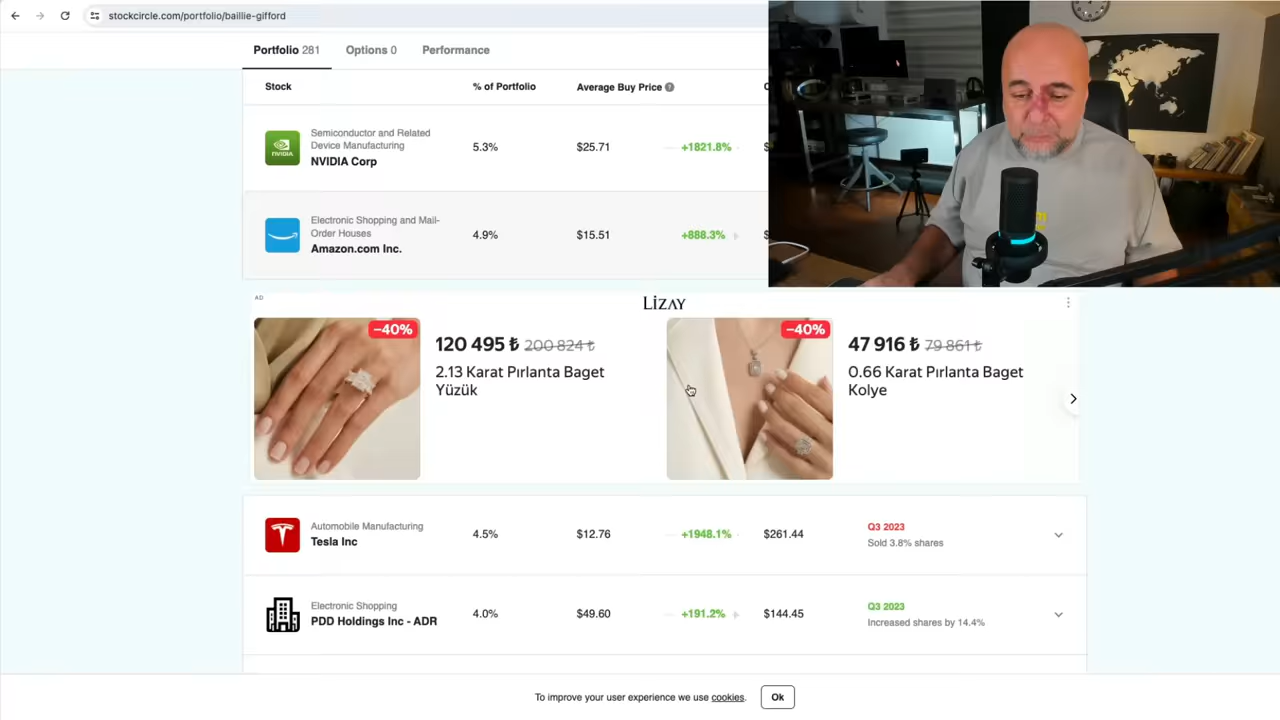 stockcircle.com/portfolio/baillie-gifford
Portfolio 281 Options 0 Performance
Stock % of Portfolio Average Buy Price ?
Semiconductor and Related
Device Manufacturing
NVIDIA Corp
NVIDIA
5.3% $25.71 +1821.8% $
Electronic Shopping and Mail-
Order Houses
Amazon.com Inc.
4.9% $15.51 +888.3% $
AD
LİZAY
−40%
120 495 ₺ 200 824 ₺
2.13 Karat Pırlanta Baget
Yüzük
−40%
47 916 ₺ 79 861 ₺
0.66 Karat Pırlanta Baget
Kolye
Automobile Manufacturing
Tesla Inc
4.5% $12.76 +1948.1% $261.44
Q3 2023
Sold 3.8% shares
Electronic Shopping
PDD Holdings Inc - ADR
4.0% $49.60 +191.2% $144.45
Q3 2023
Increased shares by 14.4%
To improve your user experience we use cookies. Ok